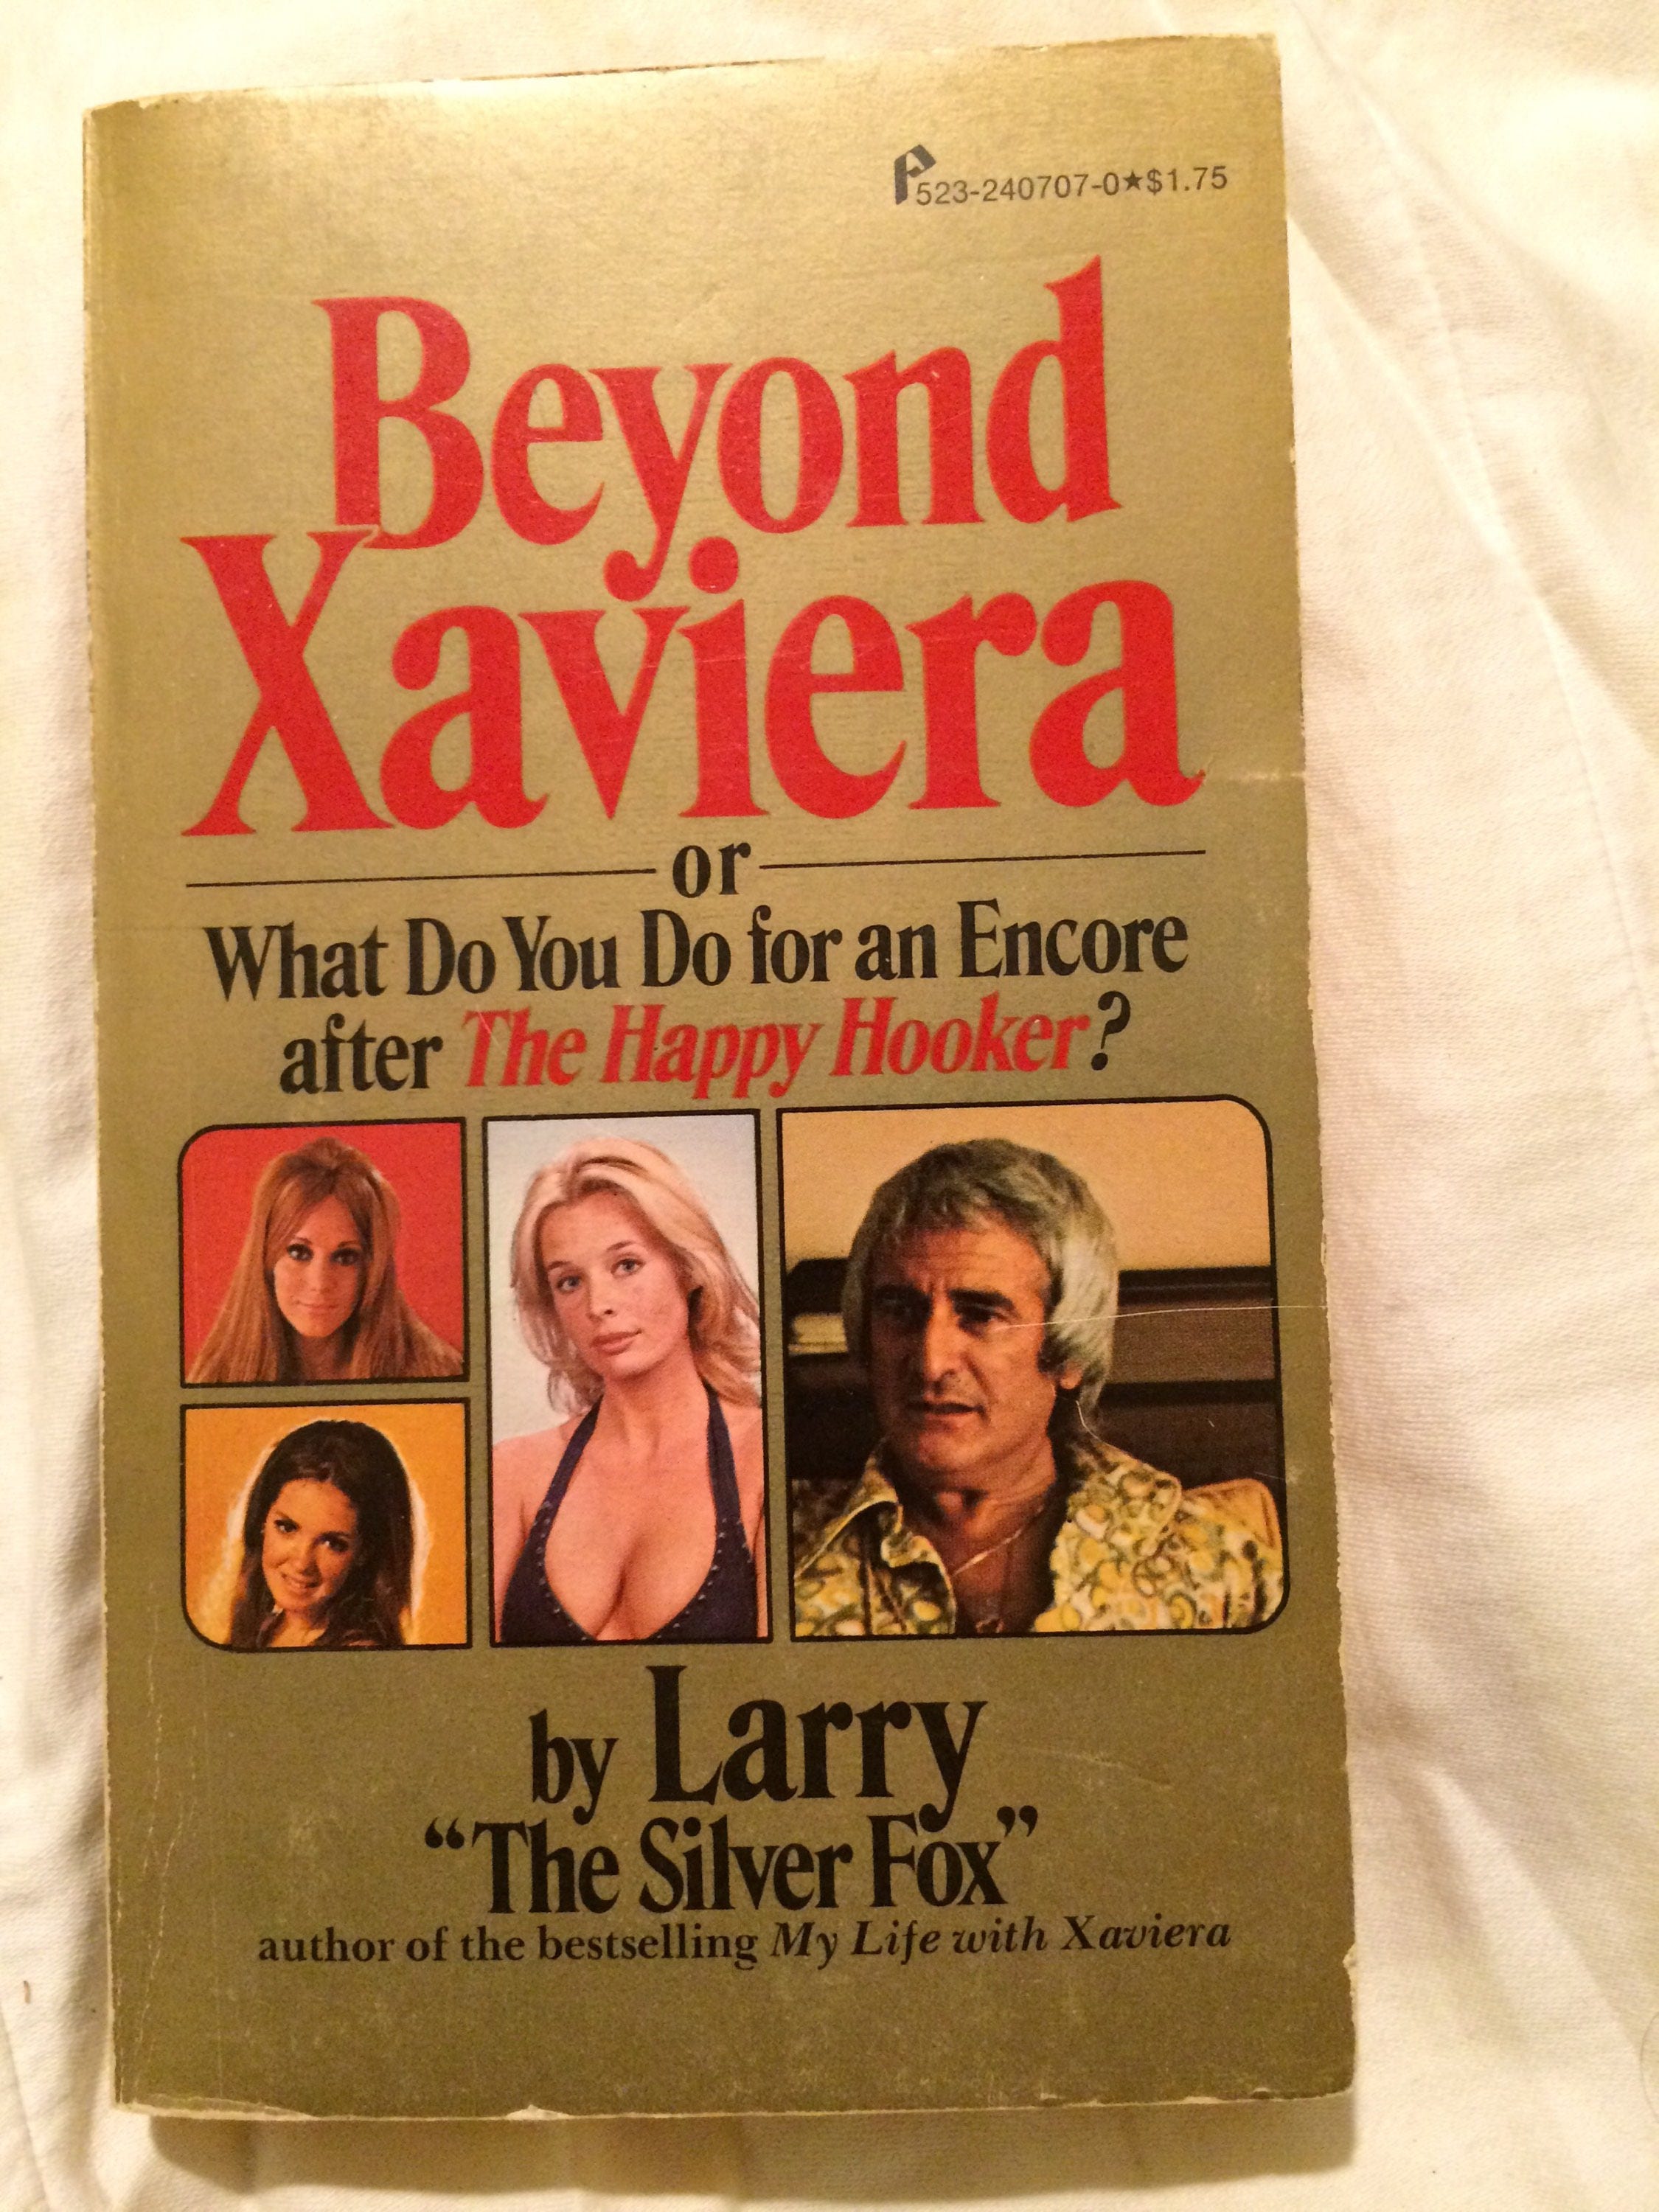 P 523-240707-0★$1.75
Beyond
Xaviera
or
What Do You Do for an Encore
after The Happy Hooker?
by Larry
“The Silver Fox”
author of the bestselling My Life with Xaviera